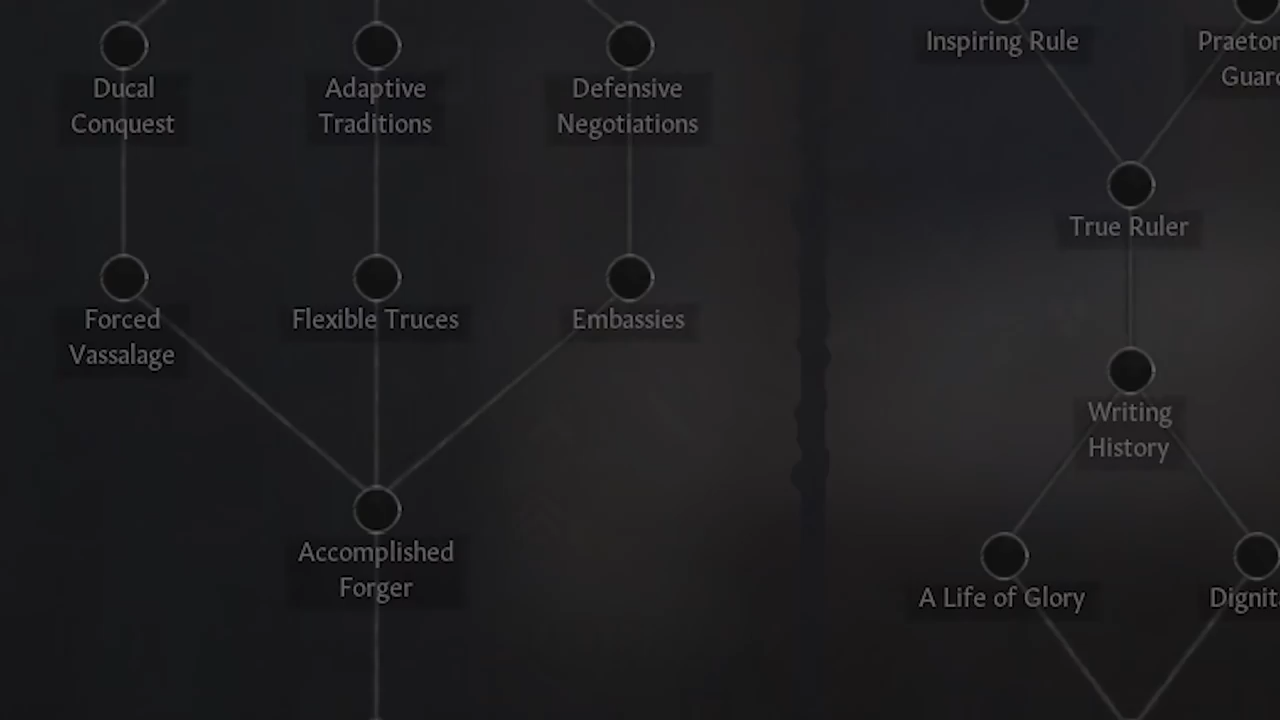 Inspiring Rule
Praetor
Guard
Ducal
Conquest
Adaptive
Traditions
Defensive
Negotiations
True Ruler
Forced
Vassalage
Flexible Truces
Embassies
Writing
History
Accomplished
Forger
A Life of Glory
Dignit